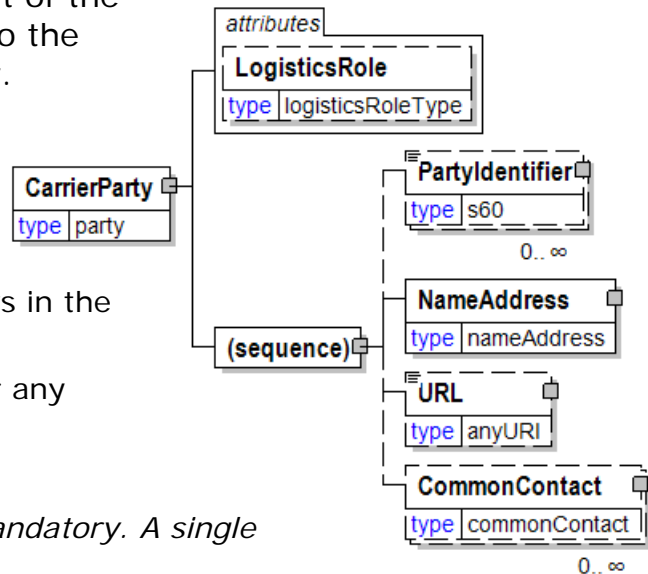 t of the
o the
.
attributes
LogisticsRole
type logisticsRoleType
CarrierParty
type party
PartyIdentifier
type s60
0.. ∞
s in the
NameAddress
type nameAddress
(sequence)
any
URL
type anyURI
CommonContact
type commonContact
andatory. A single
0.. ∞